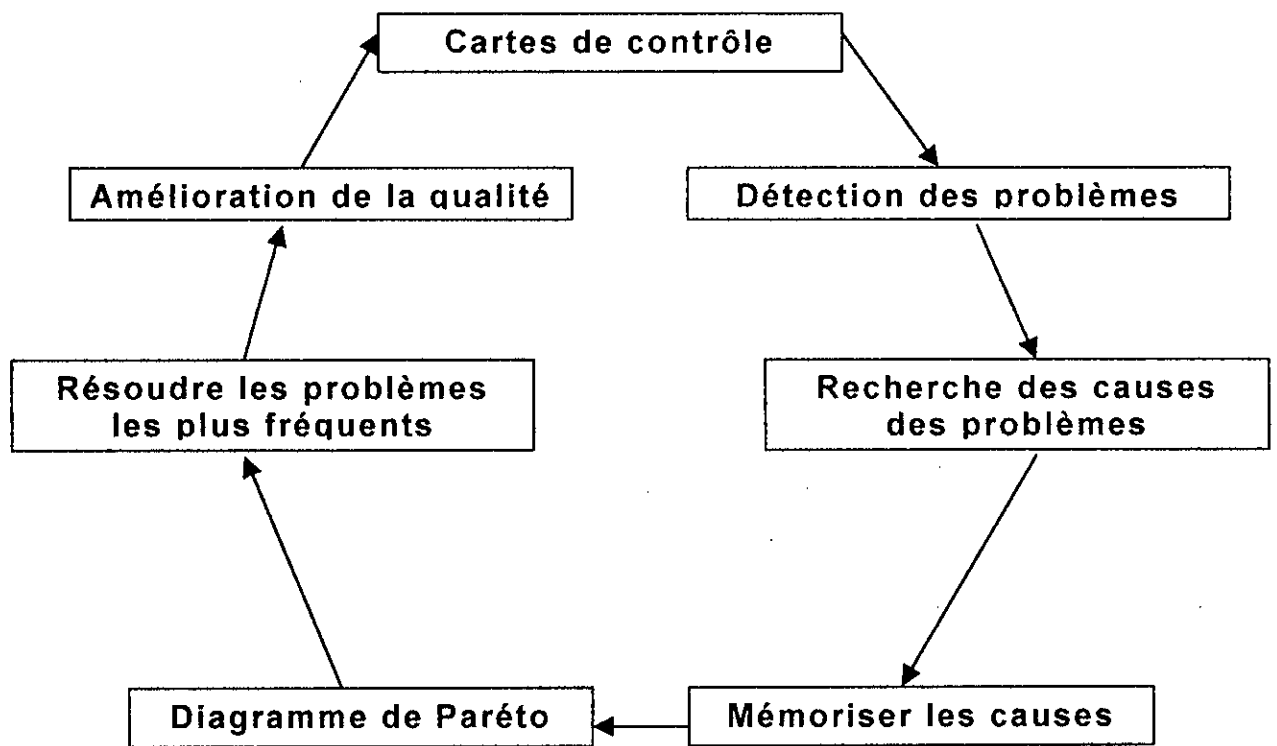 Cartes de contrôle
Détection des problèmes
Recherche des causes
des problèmes
Mémoriser les causes
Diagramme de Paréto
Résoudre les problèmes
les plus fréquents
Amélioration de la qualité